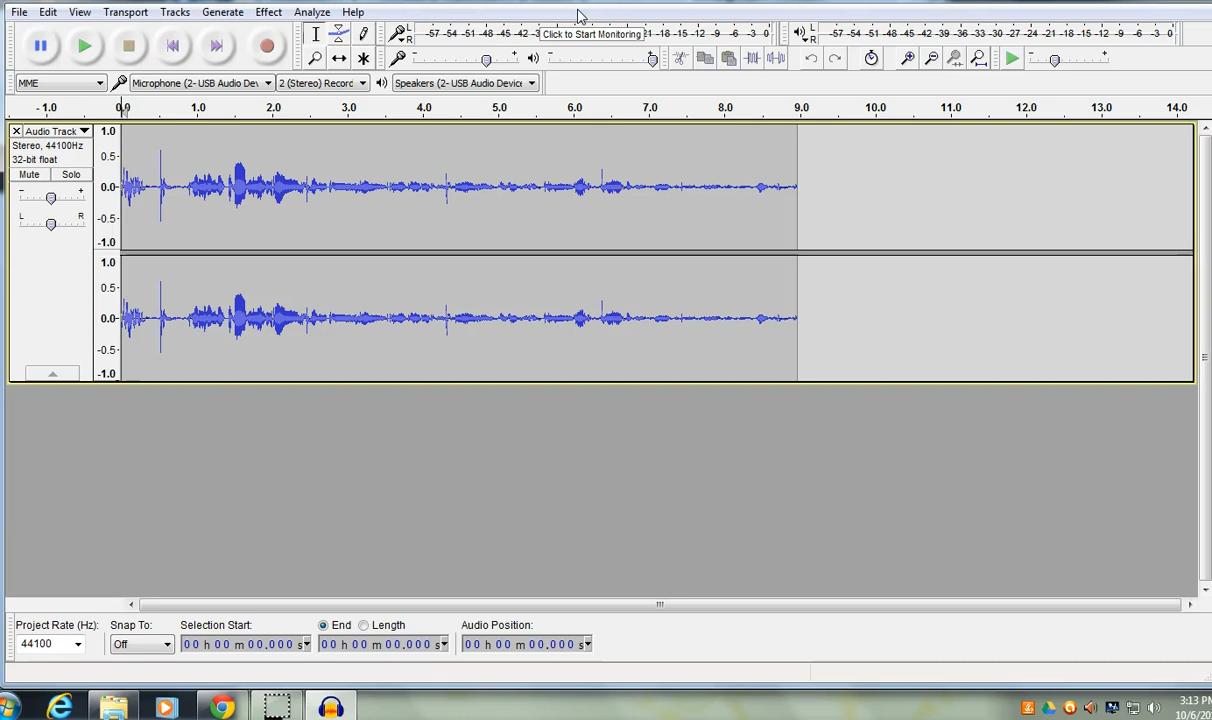 File Edit View Transport Tracks Generate Effect Analyze Help
L R -57 -54 -51 -48 -45 -42 -3 Click to Start Monitoring -18 -15 -12 -9 -6 -3 0
L R -57 -54 -51 -48 -45 -42 -39 -36 -33 -30 -27 -24 -21 -18 -15 -12 -9 -6 -3 0
- +
- +
- +
MME Microphone (2- USB Audio Dev 2 (Stereo) Record Speakers (2- USB Audio Device
- 1.0 0.0 1.0 2.0 3.0 4.0 5.0 6.0 7.0 8.0 9.0 10.0 11.0 12.0 13.0 14.0
Audio Track
Stereo, 44100Hz
32-bit float
Mute Solo
- +
L R
1.0
0.5
0.0
-0.5
-1.0
1.0
0.5
0.0
-0.5
-1.0
Project Rate (Hz): Snap To: Selection Start: End Length Audio Position:
44100 Off 00 h 00 m 00.000 s 00 h 00 m 00.000 s 00 h 00 m 00.000 s
3:13 PM
10/6/20